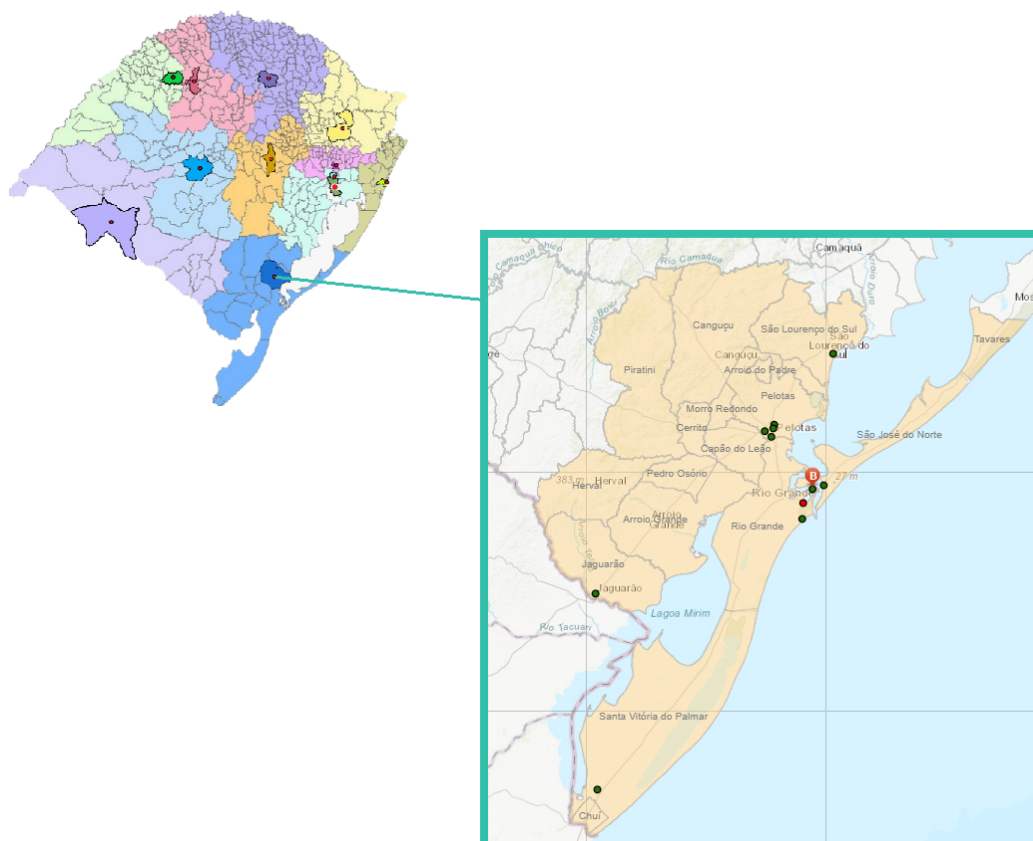 Camaquã
Rio Camaquã
Arroio Duro
Mos
Canguçu
São Lourenço do Sul
São
Lourenço do
Sul
Tavares
Canguçu
Arroio do Padre
Piratini
Pelotas
Morro Redondo
Cerrito
Pelotas
São José do Norte
Capão do Leão
Pedro Osório
B
27 m
383 m
Herval
Herval
Rio Grande
Arroio Grande
Arroio
Grande
Rio Grande
Jaguarão
Jaguarão
Lagoa Mirim
Rio Tacuarí
Santa Vitória do Palmar
Chuí